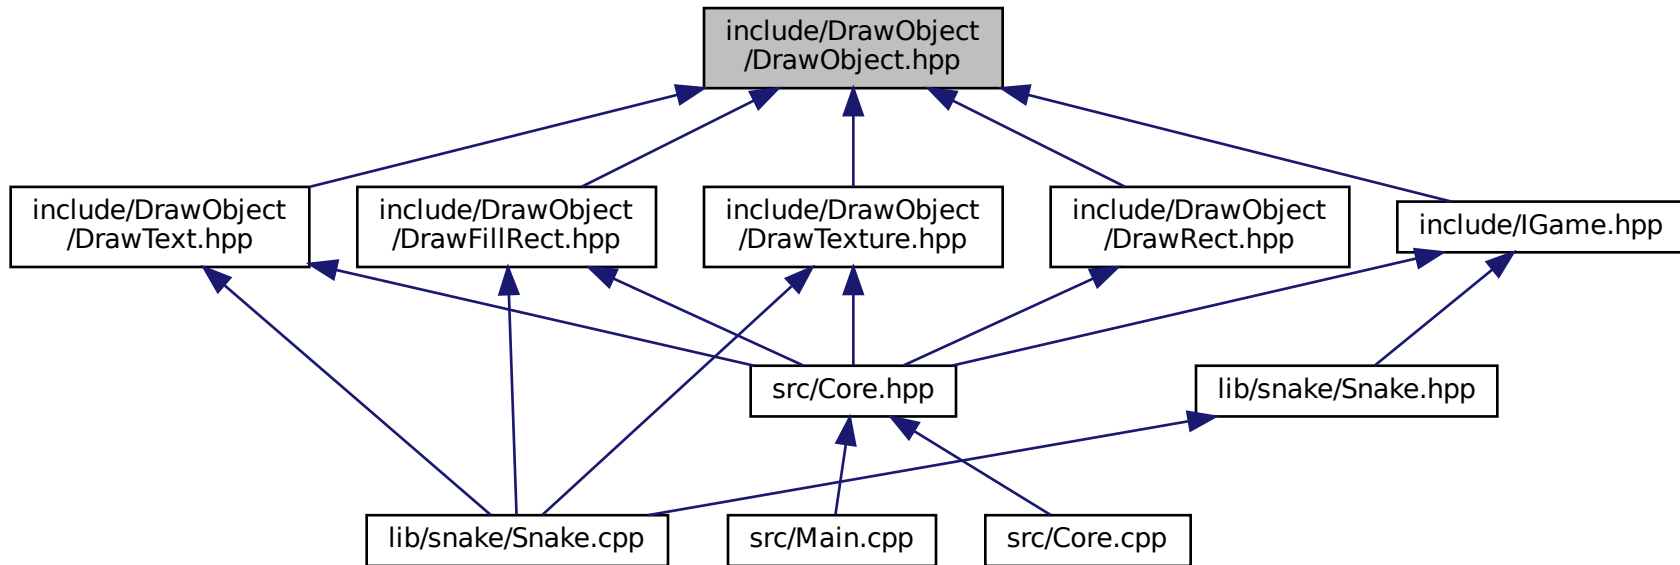 include/DrawObject
/DrawObject.hpp
include/DrawObject
/DrawText.hpp
include/DrawObject
/DrawFillRect.hpp
include/DrawObject
/DrawTexture.hpp
include/DrawObject
/DrawRect.hpp
include/IGame.hpp
src/Core.hpp
lib/snake/Snake.hpp
lib/snake/Snake.cpp
src/Main.cpp
src/Core.cpp